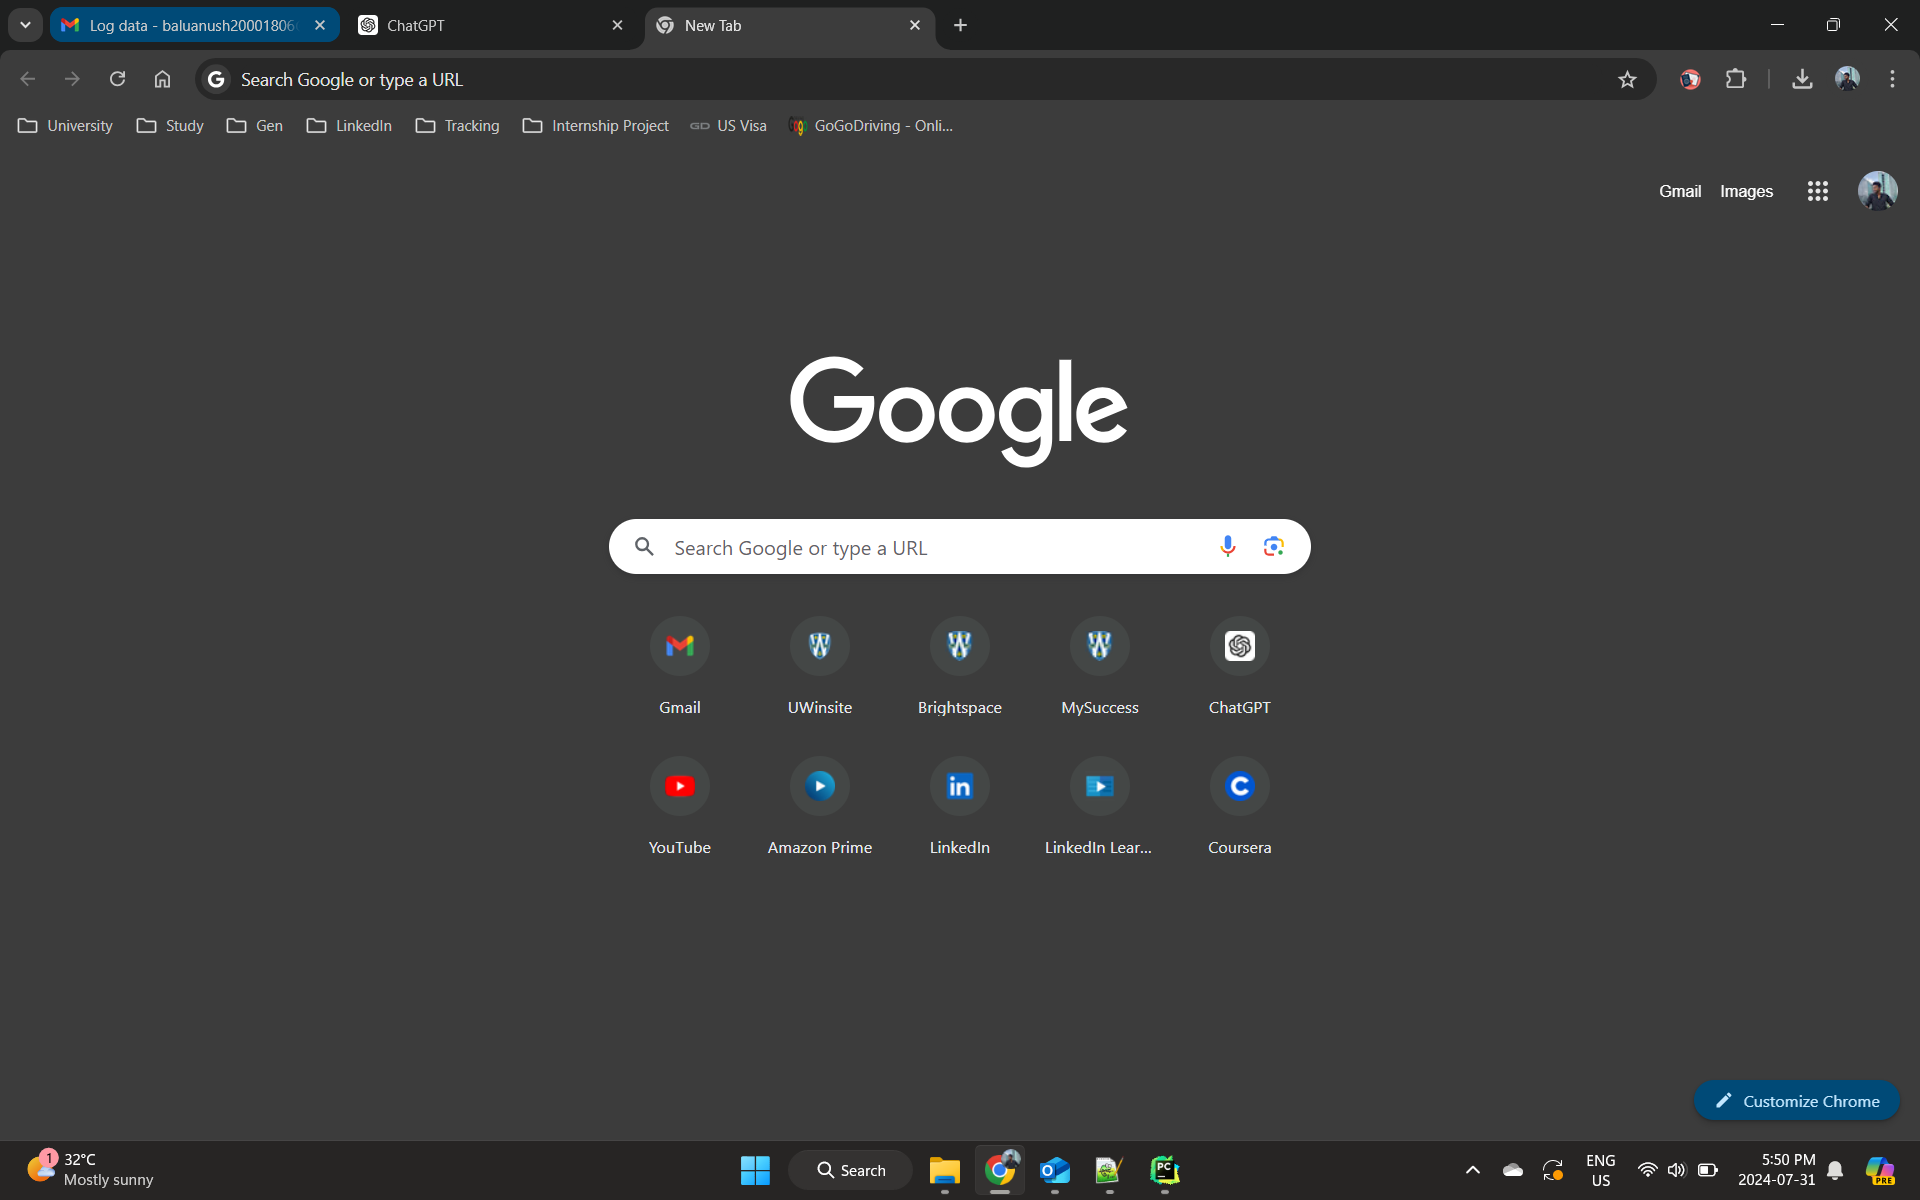 Log data - baluanush20001806
ChatGPT
New Tab
Search Google or type a URL
University
Study
Gen
LinkedIn
Tracking
Internship Project
US Visa
GoGoDriving - Onli...
Gmail
Images
Google
Search Google or type a URL
Gmail
UWinsite
Brightspace
MySuccess
ChatGPT
YouTube
Amazon Prime
LinkedIn
LinkedIn Lear...
Coursera
Customize Chrome
1
32°C
Mostly sunny
Search
PC
ENG
US
5:50 PM
2024-07-31
PRE